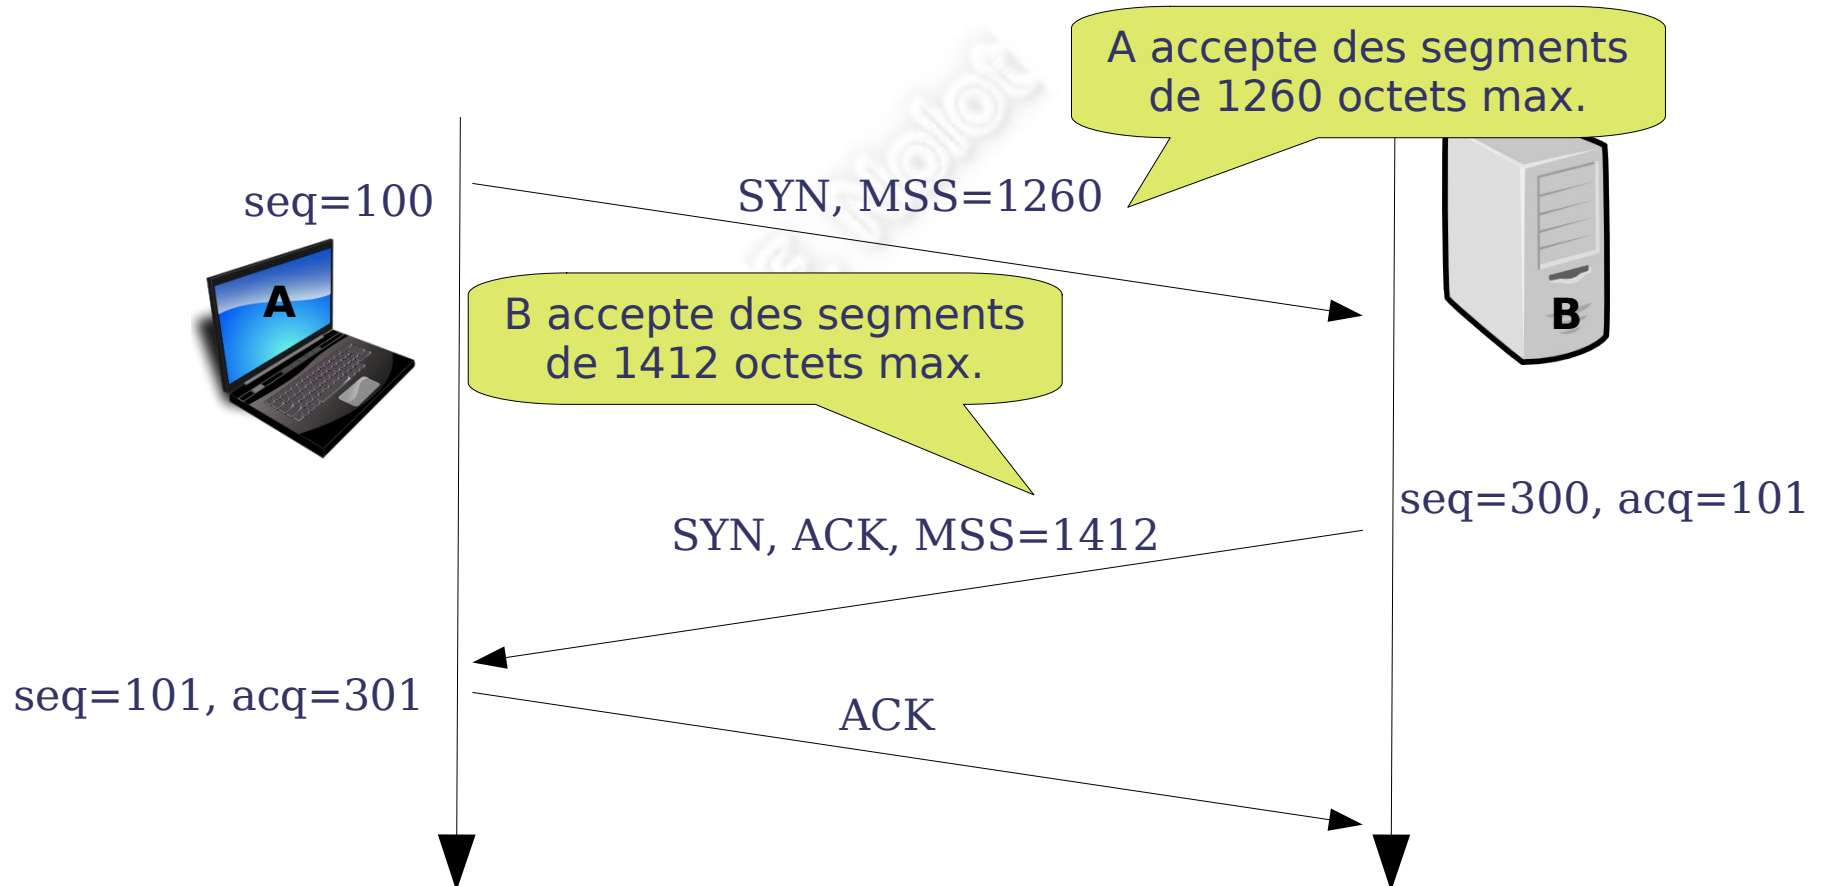 A accepte des segments
de 1260 octets max.
seq=100
SYN, MSS=1260
A
B accepte des segments
de 1412 octets max.
B
seq=300, acq=101
SYN, ACK, MSS=1412
seq=101, acq=301
ACK
Nolot